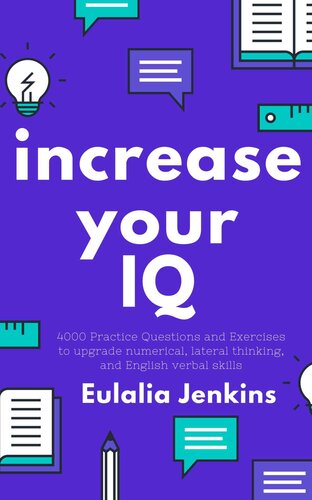 increase
your
IQ
4000 Practice Questions and Exercises
to upgrade numerical, lateral thinking,
and English verbal skills
Eulalia Jenkins